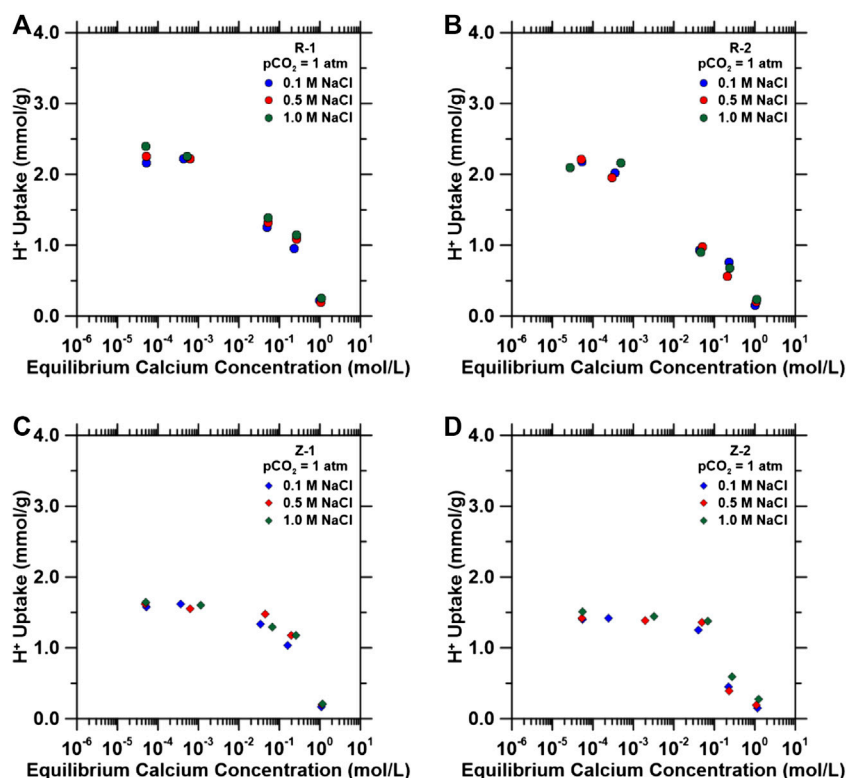 A
R-1
pCO₂ = 1 atm
0.1 M NaCl
0.5 M NaCl
1.0 M NaCl
4.0
3.0
2.0
1.0
0.0
H⁺ Uptake (mmol/g)
10⁻⁶ 10⁻⁵ 10⁻⁴ 10⁻³ 10⁻² 10⁻¹ 10⁰ 10¹
Equilibrium Calcium Concentration (mol/L)
B
R-2
pCO₂ = 1 atm
0.1 M NaCl
0.5 M NaCl
1.0 M NaCl
4.0
3.0
2.0
1.0
0.0
H⁺ Uptake (mmol/g)
10⁻⁶ 10⁻⁵ 10⁻⁴ 10⁻³ 10⁻² 10⁻¹ 10⁰ 10¹
Equilibrium Calcium Concentration (mol/L)
C
Z-1
pCO₂ = 1 atm
0.1 M NaCl
0.5 M NaCl
1.0 M NaCl
4.0
3.0
2.0
1.0
0.0
H⁺ Uptake (mmol/g)
10⁻⁶ 10⁻⁵ 10⁻⁴ 10⁻³ 10⁻² 10⁻¹ 10⁰ 10¹
Equilibrium Calcium Concentration (mol/L)
D
Z-2
pCO₂ = 1 atm
0.1 M NaCl
0.5 M NaCl
1.0 M NaCl
4.0
3.0
2.0
1.0
0.0
H⁺ Uptake (mmol/g)
10⁻⁶ 10⁻⁵ 10⁻⁴ 10⁻³ 10⁻² 10⁻¹ 10⁰ 10¹
Equilibrium Calcium Concentration (mol/L)